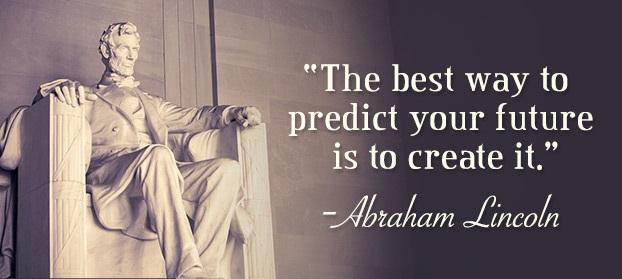 “The best way to
predict your future
is to create it.”
-Abraham Lincoln